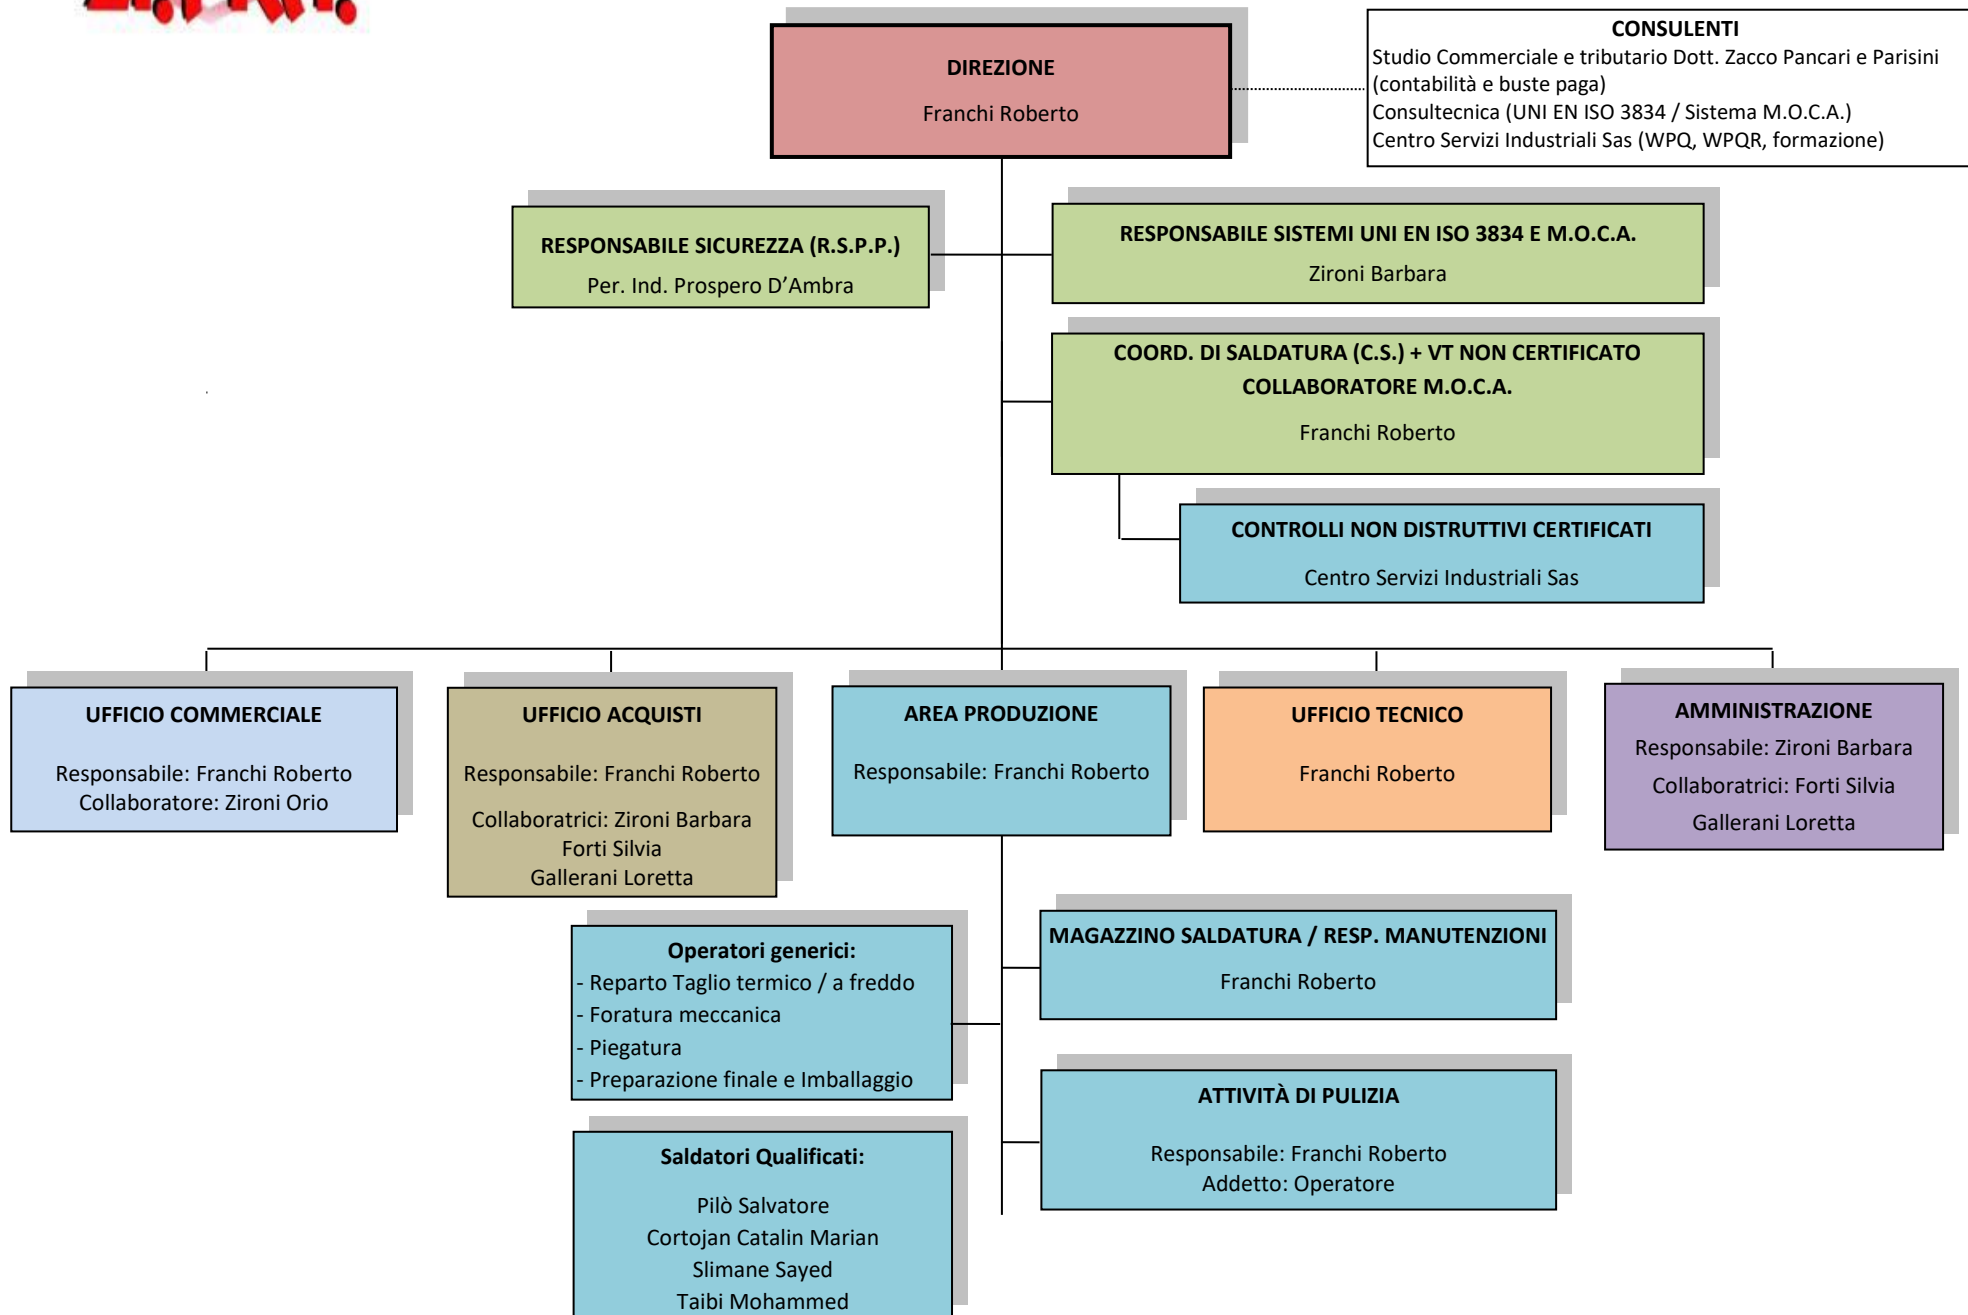 DIREZIONE
Franchi Roberto
CONSULENTI
Studio Commerciale e tributario Dott. Zacco Pancari e Parisini
(contabilità e buste paga)
Consultecnica (UNI EN ISO 3834 / Sistema M.O.C.A.)
Centro Servizi Industriali Sas (WPQ, WPQR, formazione)
RESPONSABILE SICUREZZA (R.S.P.P.)
Per. Ind. Prospero D’Ambra
RESPONSABILE SISTEMI UNI EN ISO 3834 E M.O.C.A.
Zironi Barbara
COORD. DI SALDATURA (C.S.) + VT NON CERTIFICATO
COLLABORATORE M.O.C.A.
Franchi Roberto
CONTROLLI NON DISTRUTTIVI CERTIFICATI
Centro Servizi Industriali Sas
UFFICIO COMMERCIALE
Responsabile: Franchi Roberto
Collaboratore: Zironi Orio
UFFICIO ACQUISTI
Responsabile: Franchi Roberto
Collaboratrici: Zironi Barbara
Forti Silvia
Gallerani Loretta
AREA PRODUZIONE
Responsabile: Franchi Roberto
UFFICIO TECNICO
Franchi Roberto
AMMINISTRAZIONE
Responsabile: Zironi Barbara
Collaboratrici: Forti Silvia
Gallerani Loretta
Operatori generici:
- Reparto Taglio termico / a freddo
- Foratura meccanica
- Piegatura
- Preparazione finale e Imballaggio
MAGAZZINO SALDATURA / RESP. MANUTENZIONI
Franchi Roberto
ATTIVITÀ DI PULIZIA
Responsabile: Franchi Roberto
Addetto: Operatore
Saldatori Qualificati:
Pilò Salvatore
Cortojan Catalin Marian
Slimane Sayed
Taibi Mohammed